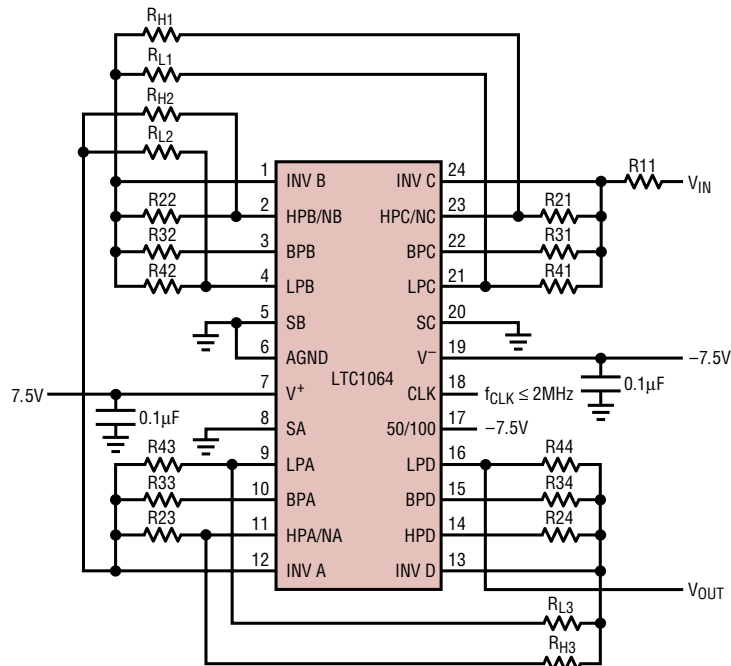 RH1
RL1
RH2
RL2
R11
VIN
1 INV B INV C 24
R22 2 HPB/NB HPC/NC 23 R21
R32 3 BPB BPC 22 R31
R42 4 LPB LPC 21 R41
5 SB SC 20
6 AGND V– 19 –7.5V
LTC1064
7.5V 7 V+ CLK 18 fCLK ≤ 2MHz 0.1µF
0.1µF 8 SA 50/100 17 –7.5V
R43 9 LPA LPD 16 R44
R33 10 BPA BPD 15 R34
R23 11 HPA/NA HPD 14 R24
12 INV A INV D 13
VOUT
RL3
RH3